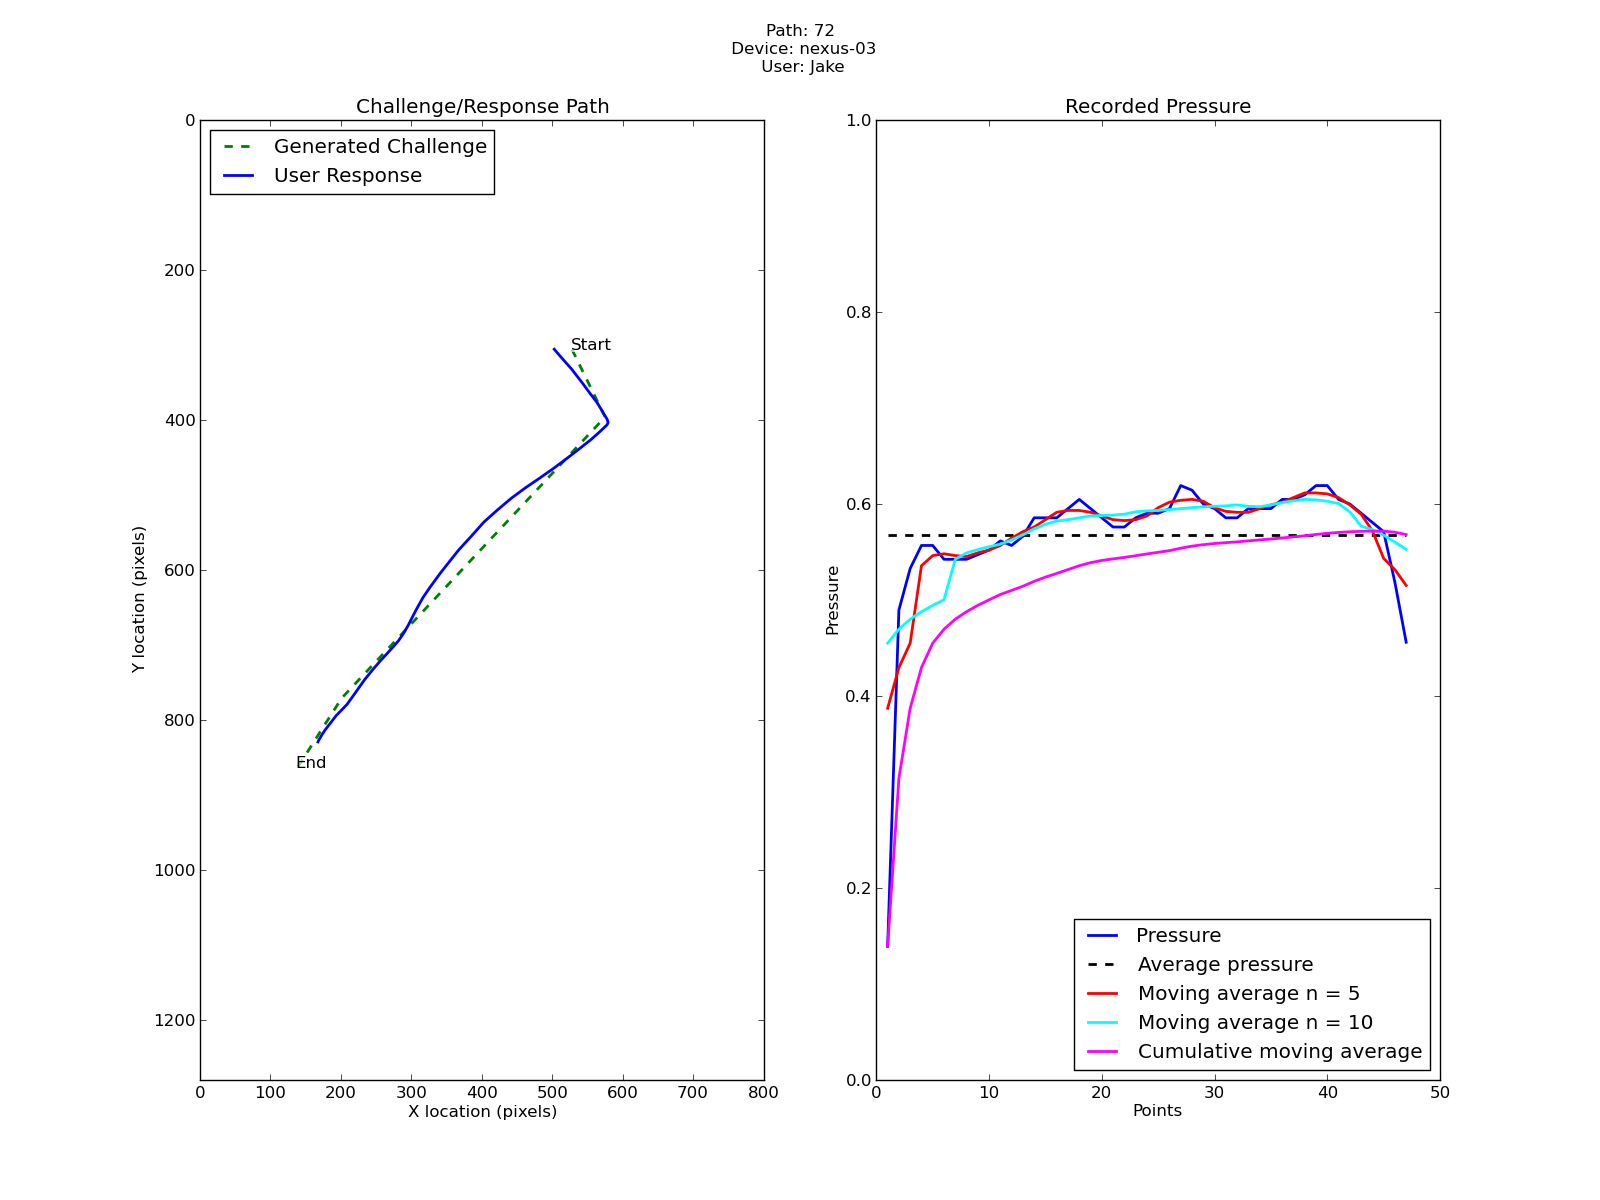 Path: 72
Device: nexus-03
User: Jake
Challenge/Response Path
Generated Challenge
User Response
0
200
400
600
800
1000
1200
Y location (pixels)
Start
End
0 100 200 300 400 500 600 700 800
X location (pixels)
Recorded Pressure
1.0
0.8
0.6
0.4
0.2
0.0
Pressure
Pressure
Average pressure
Moving average n = 5
Moving average n = 10
Cumulative moving average
0 10 20 30 40 50
Points